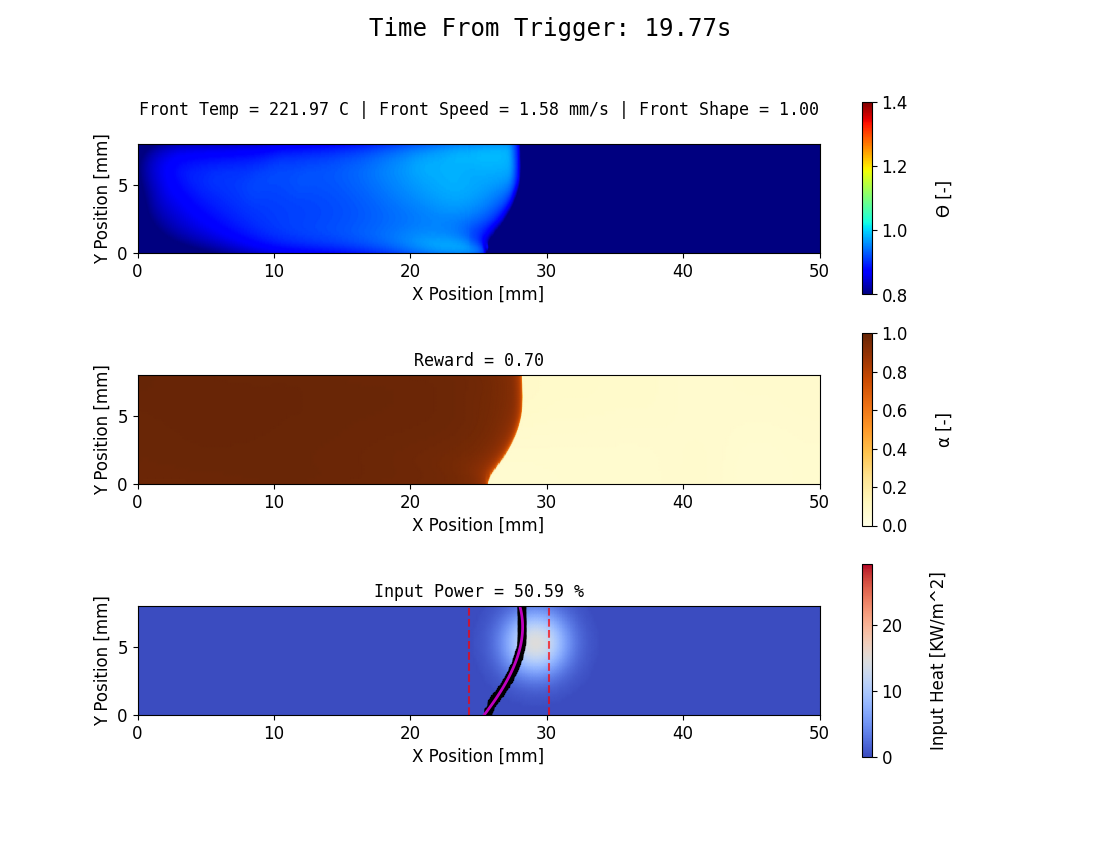 Time From Trigger: 19.77s
Front Temp = 221.97 C | Front Speed = 1.58 mm/s | Front Shape = 1.00
Y Position [mm]
5
0
0 10 20 30 40 50
X Position [mm]
1.4
1.2
1.0
0.8
Θ [-]
Reward = 0.70
Y Position [mm]
5
0
0 10 20 30 40 50
X Position [mm]
1.0
0.8
0.6
0.4
0.2
0.0
α [-]
Input Power = 50.59 %
Y Position [mm]
5
0
0 10 20 30 40 50
X Position [mm]
20
10
0
Input Heat [KW/m^2]